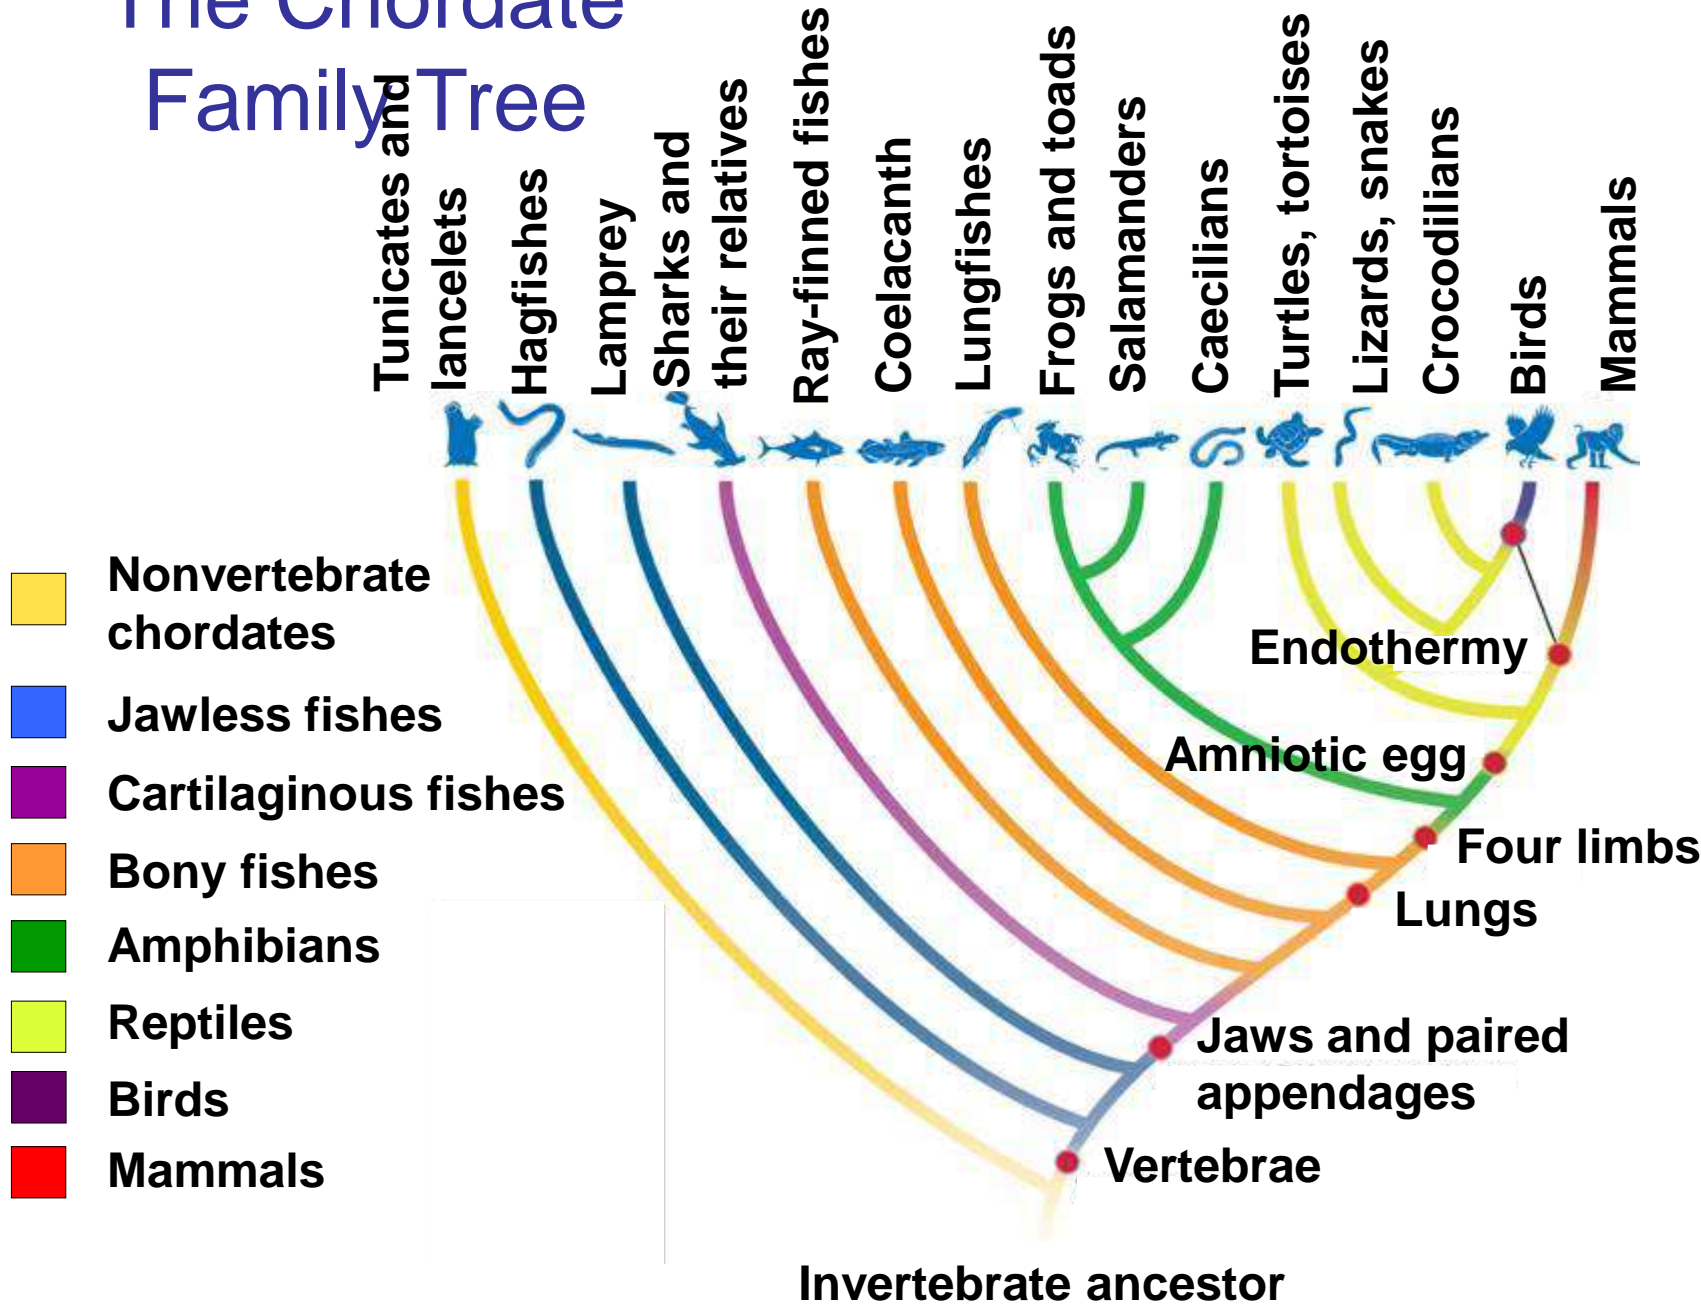 The Chordate
Family Tree
Tunicates and
lancelets
Hagfishes
Lamprey
Sharks and
their relatives
Ray-finned fishes
Coelacanth
Lungfishes
Frogs and toads
Salamanders
Caecilians
Turtles, tortoises
Lizards, snakes
Crocodilians
Birds
Mammals
Nonvertebrate
chordates
Jawless fishes
Cartilaginous fishes
Bony fishes
Amphibians
Reptiles
Birds
Mammals
Endothermy
Amniotic egg
Four limbs
Lungs
Jaws and paired
appendages
Vertebrae
Invertebrate ancestor